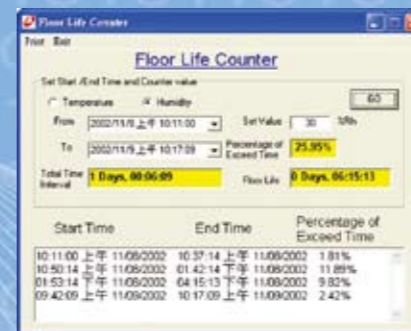 Floor Life Counter
Print Exit
Floor Life Counter
Set Start /End Time and Counter value
Temperature Humidity
GO
From 2002/11/8 上午 10:11:00 Set Value 30 %Rh
To 2002/11/9 上午 10:17:09 Percentage of Exceed Time 25.95%
Total Time Interval 1 Days, 00:06:09 Floor Life 0 Days, 06:15:13
Start Time End Time Percentage of Exceed Time
10:11:00 上午 11/08/2002 10:37:14 上午 11/08/2002 1.81%
10:50:14 上午 11/08/2002 01:42:14 下午 11/08/2002 11.89%
01:53:14 下午 11/08/2002 04:15:13 下午 11/08/2002 9.82%
09:42:09 上午 11/09/2002 10:17:09 上午 11/09/2002 2.42%